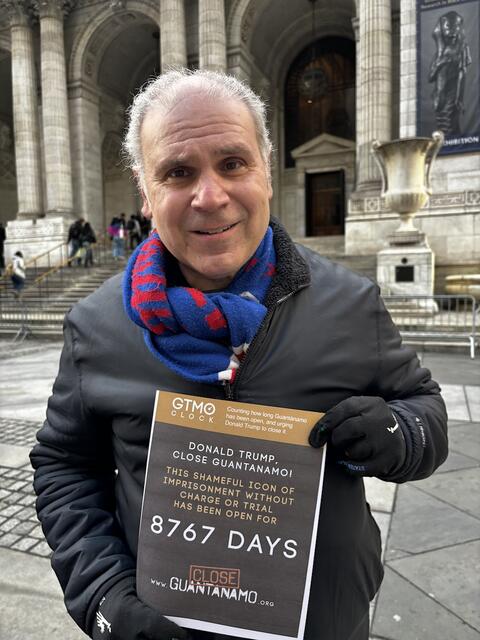 GTMO
CLOCK
Counting how long Guantánamo
has been open, and urging
Donald Trump to close it
DONALD TRUMP,
CLOSE GUANTANAMO!
THIS SHAMEFUL ICON OF
IMPRISONMENT WITHOUT
CHARGE OR TRIAL
HAS BEEN OPEN FOR
8767 DAYS
CLOSE
www.GUANTANAMO.org